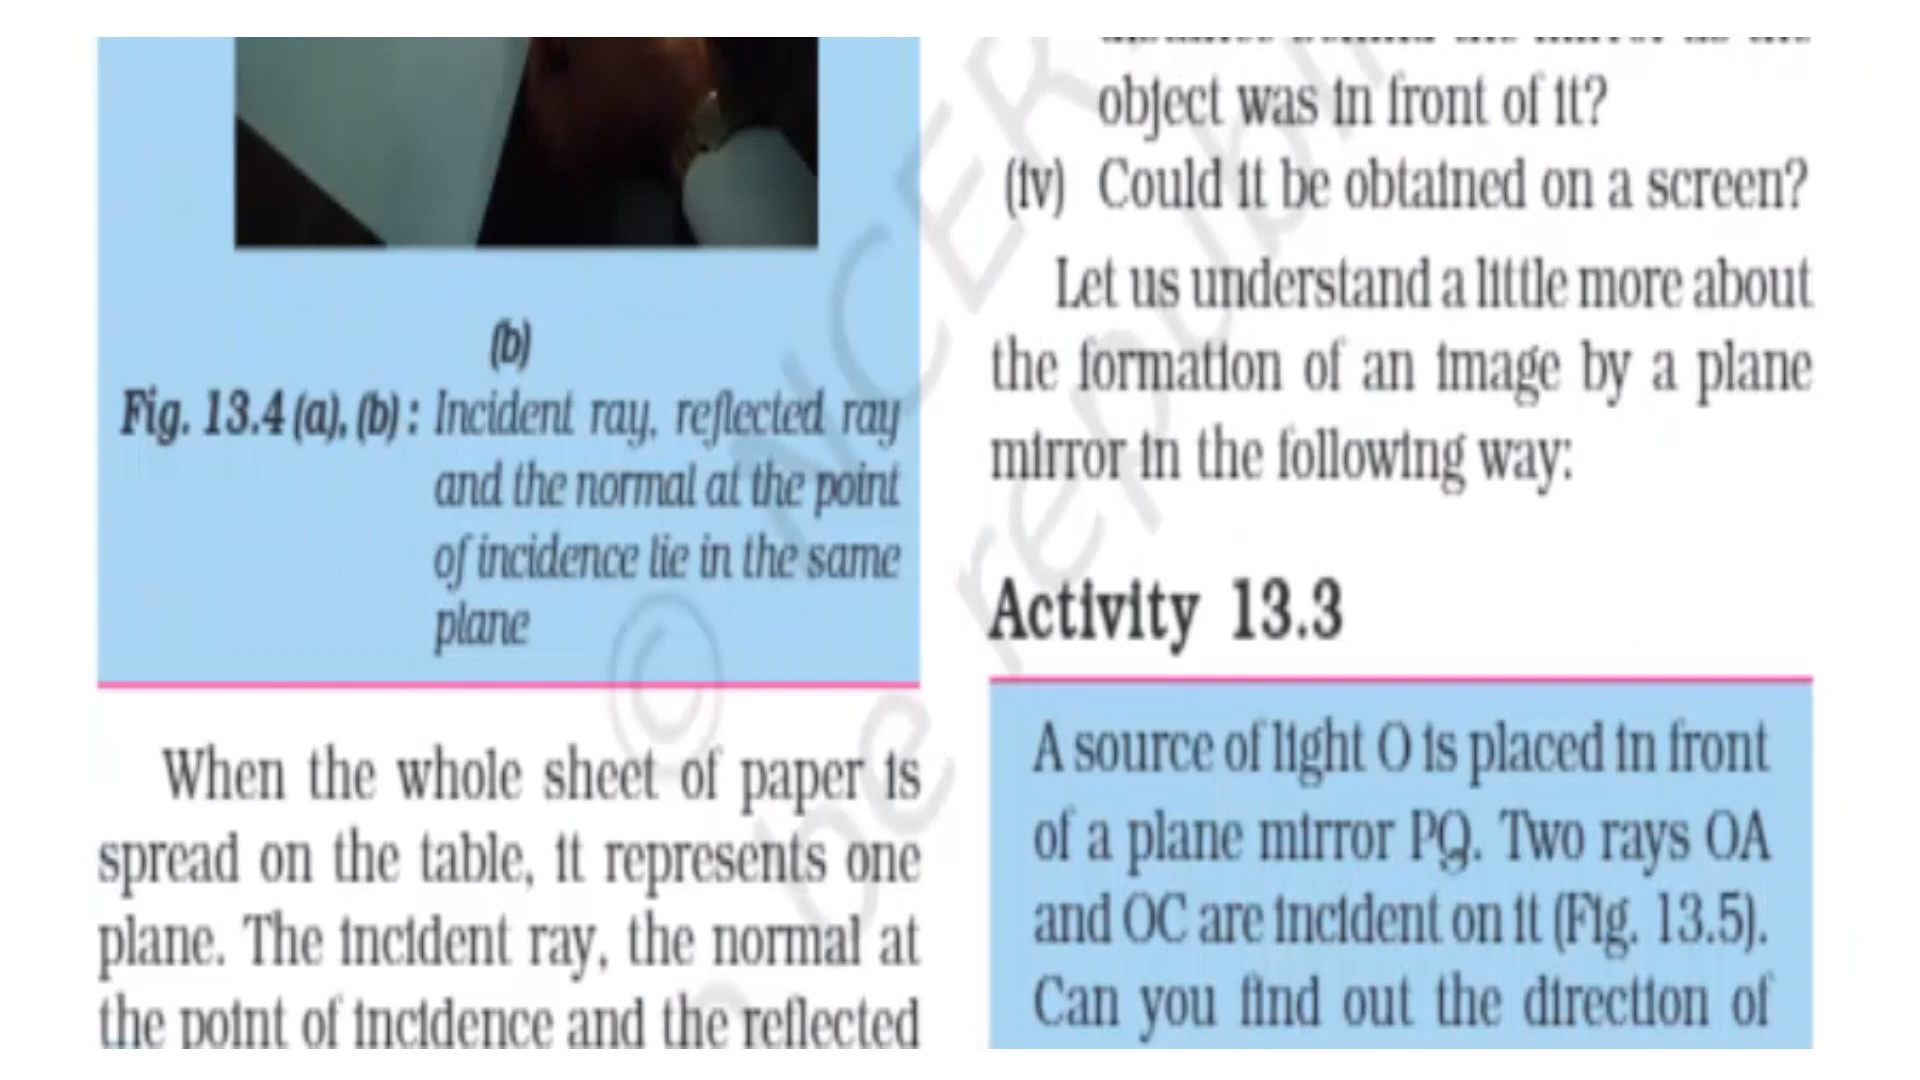 (b)
Fig. 13.4 (a), (b) : Incident ray, reflected ray
and the normal at the point
of incidence lie in the same
plane
When the whole sheet of paper is
spread on the table, it represents one
plane. The incident ray, the normal at
the point of incidence and the reflected
object was in front of it?
(iv) Could it be obtained on a screen?
Let us understand a little more about
the formation of an image by a plane
mirror in the following way:
Activity 13.3
A source of light O is placed in front
of a plane mirror PQ. Two rays OA
and OC are incident on it (Fig. 13.5).
Can you find out the direction of